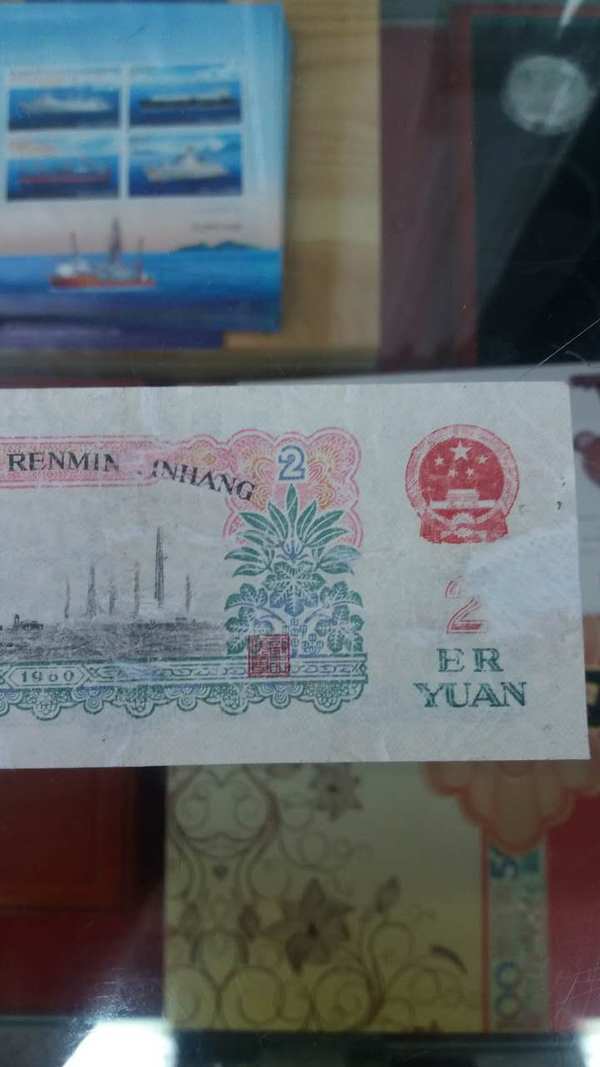 RENMIN INHANG
2
2
ER
YUAN
1960